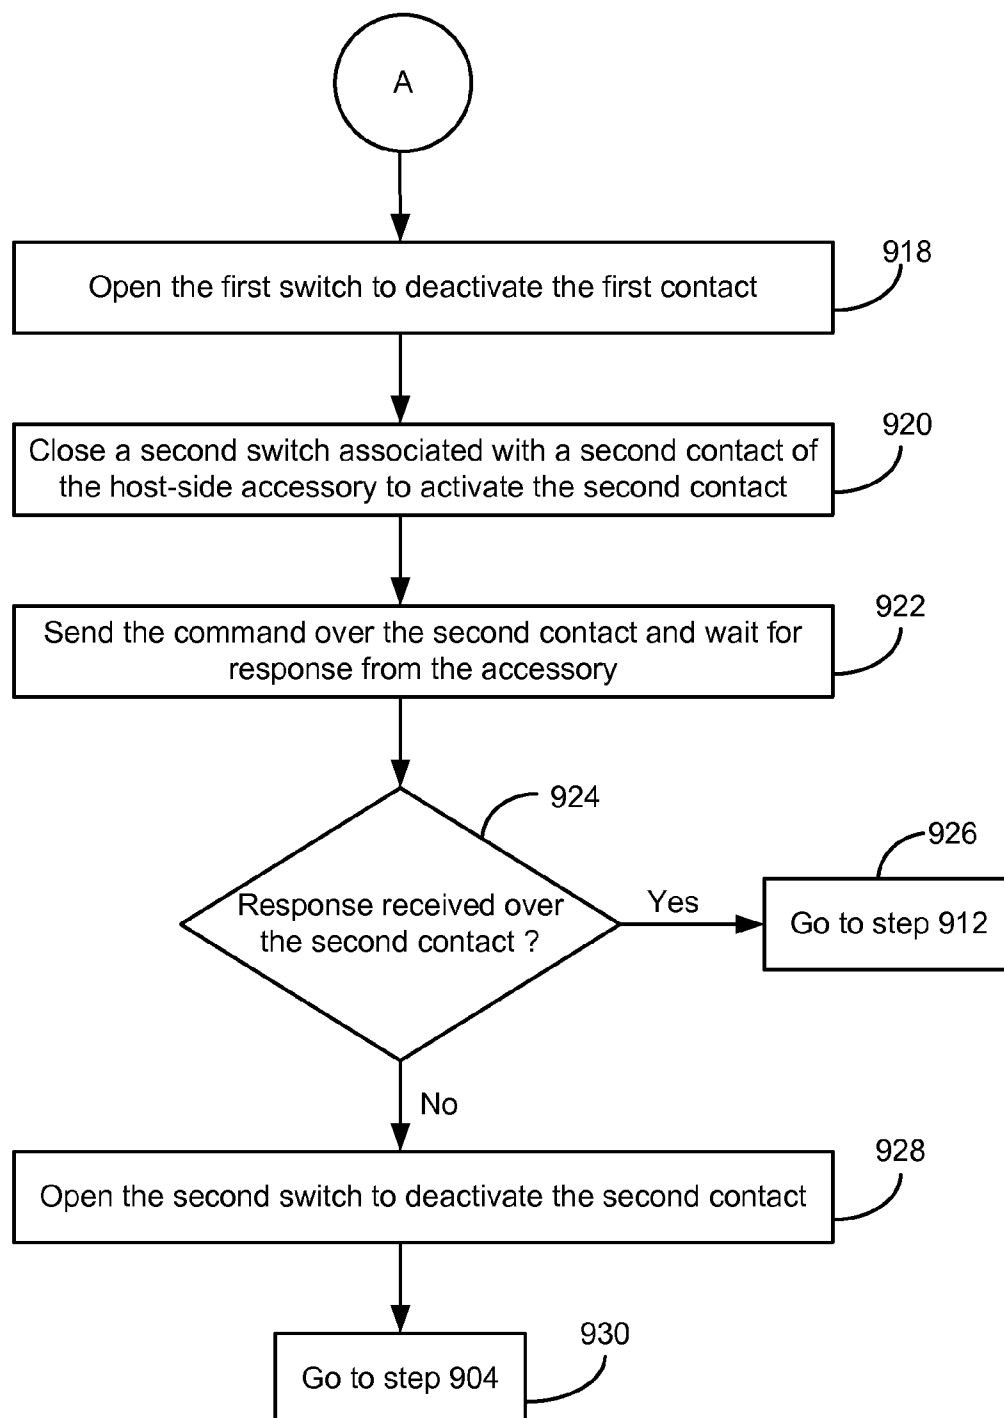 A
Open the first switch to deactivate the first contact
918
Close a second switch associated with a second contact of
the host-side accessory to activate the second contact
920
Send the command over the second contact and wait for
response from the accessory
922
924
Response received over
the second contact ?
Yes
926
Go to step 912
No
Open the second switch to deactivate the second contact
928
Go to step 904
930